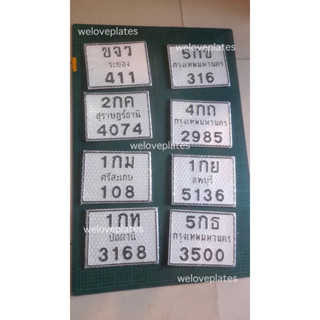 weloveplates
ขจว
ระยอง
411
5กข
กรุงเทพมหานคร
316
weloveplates
2กค
สุราษฎร์ธานี
4074
4กก
กรุงเทพมหานคร
2985
weloveplates
1กม
ศรีสะเกษ
108
1กย
ลพบุรี
5136
weloveplates
1กท
ปัตตานี
3168
5กธ
กรุงเทพมหานคร
3500
weloveplates